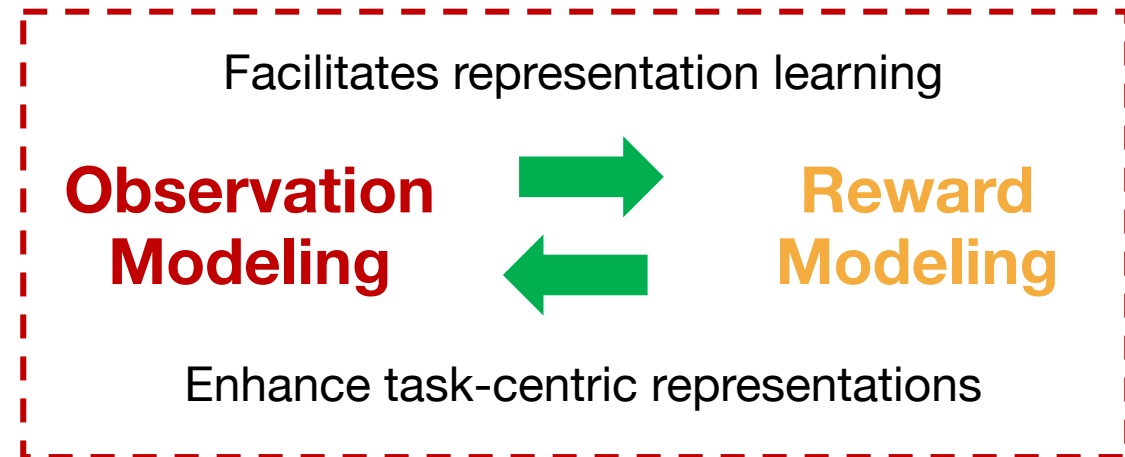 Facilitates representation learning
Observation
Modeling
Reward
Modeling
Enhance task-centric representations